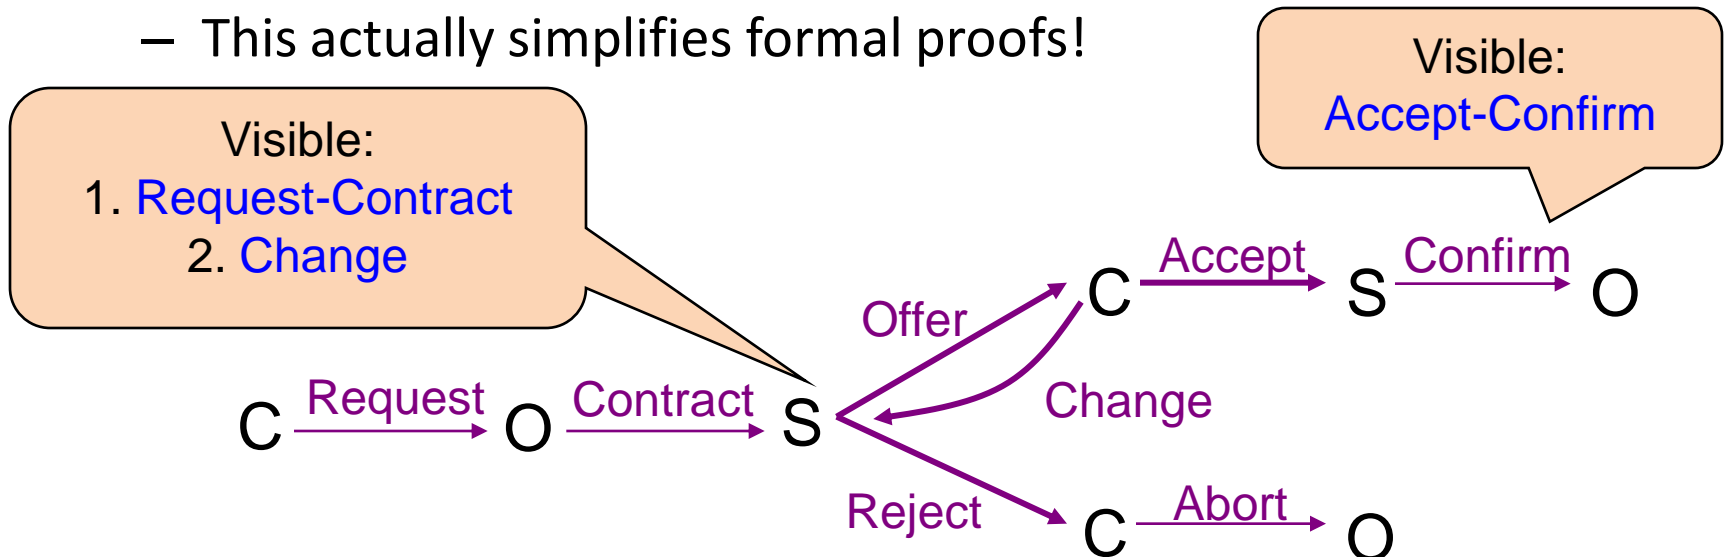 – This actually simplifies formal proofs!
Visible:
Accept-Confirm
Visible:
1. Request-Contract
2. Change
Accept
Confirm
C
S
O
Offer
Change
Request
Contract
C
O
S
Reject
Abort
C
O